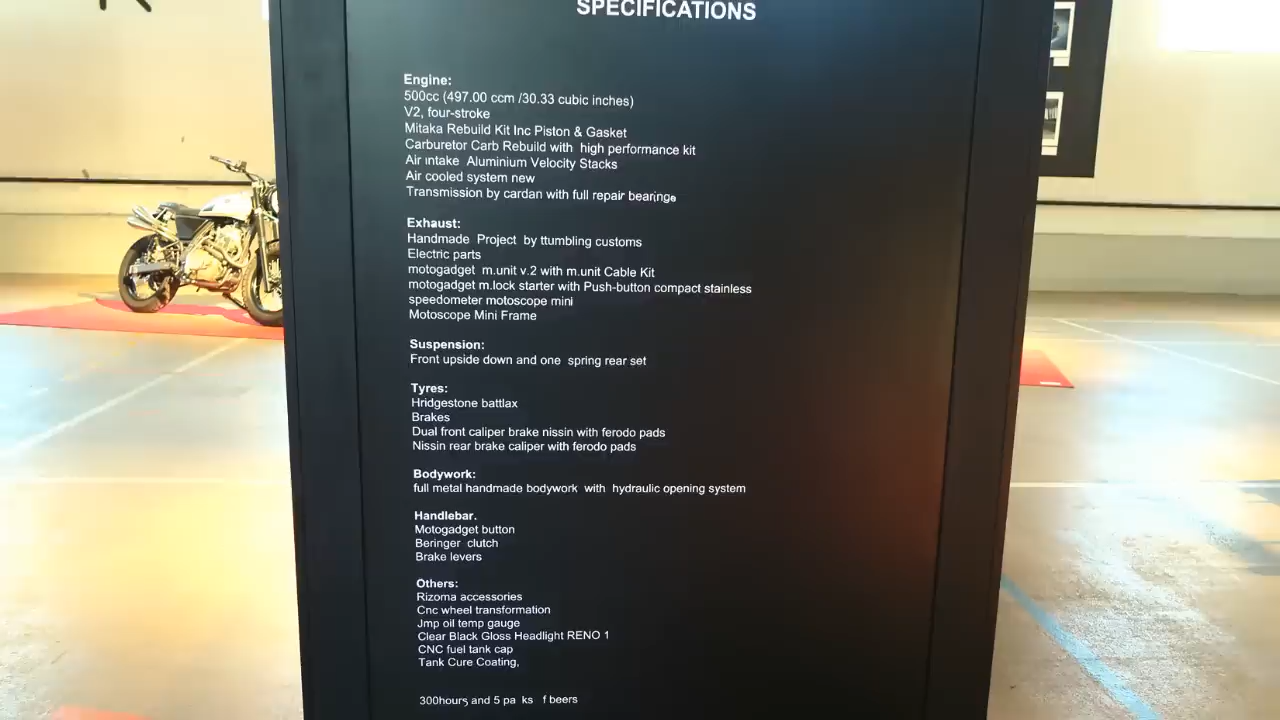 SPECIFICATIONS
Engine:
500cc (497.00 ccm /30.33 cubic inches)
V2, four-stroke
Mitaka Rebuild Kit Inc Piston & Gasket
Carburetor Carb Rebuild with high performance kit
Air intake Aluminium Velocity Stacks
Air cooled system new
Transmission by cardan with full repair bearings
Exhaust:
Handmade Project by ttumbling customs
Electric parts
motogadget m.unit v.2 with m.unit Cable Kit
motogadget m.lock starter with Push-button compact stainless
speedometer motoscope mini
Motoscope Mini Frame
Suspension:
Front upside down and one spring rear set
Tyres:
Hridgestone battlax
Brakes
Dual front caliper brake nissin with ferodo pads
Nissin rear brake caliper with ferodo pads
Bodywork:
full metal handmade bodywork with hydraulic opening system
Handlebar.
Motogadget button
Beringer clutch
Brake levers
Others:
Rizoma accessories
Cnc wheel transformation
Jmp oil temp gauge
Clear Black Gloss Headlight RENO 1
CNC fuel tank cap
Tank Cure Coating,
300hours and 5 pa ks f beers